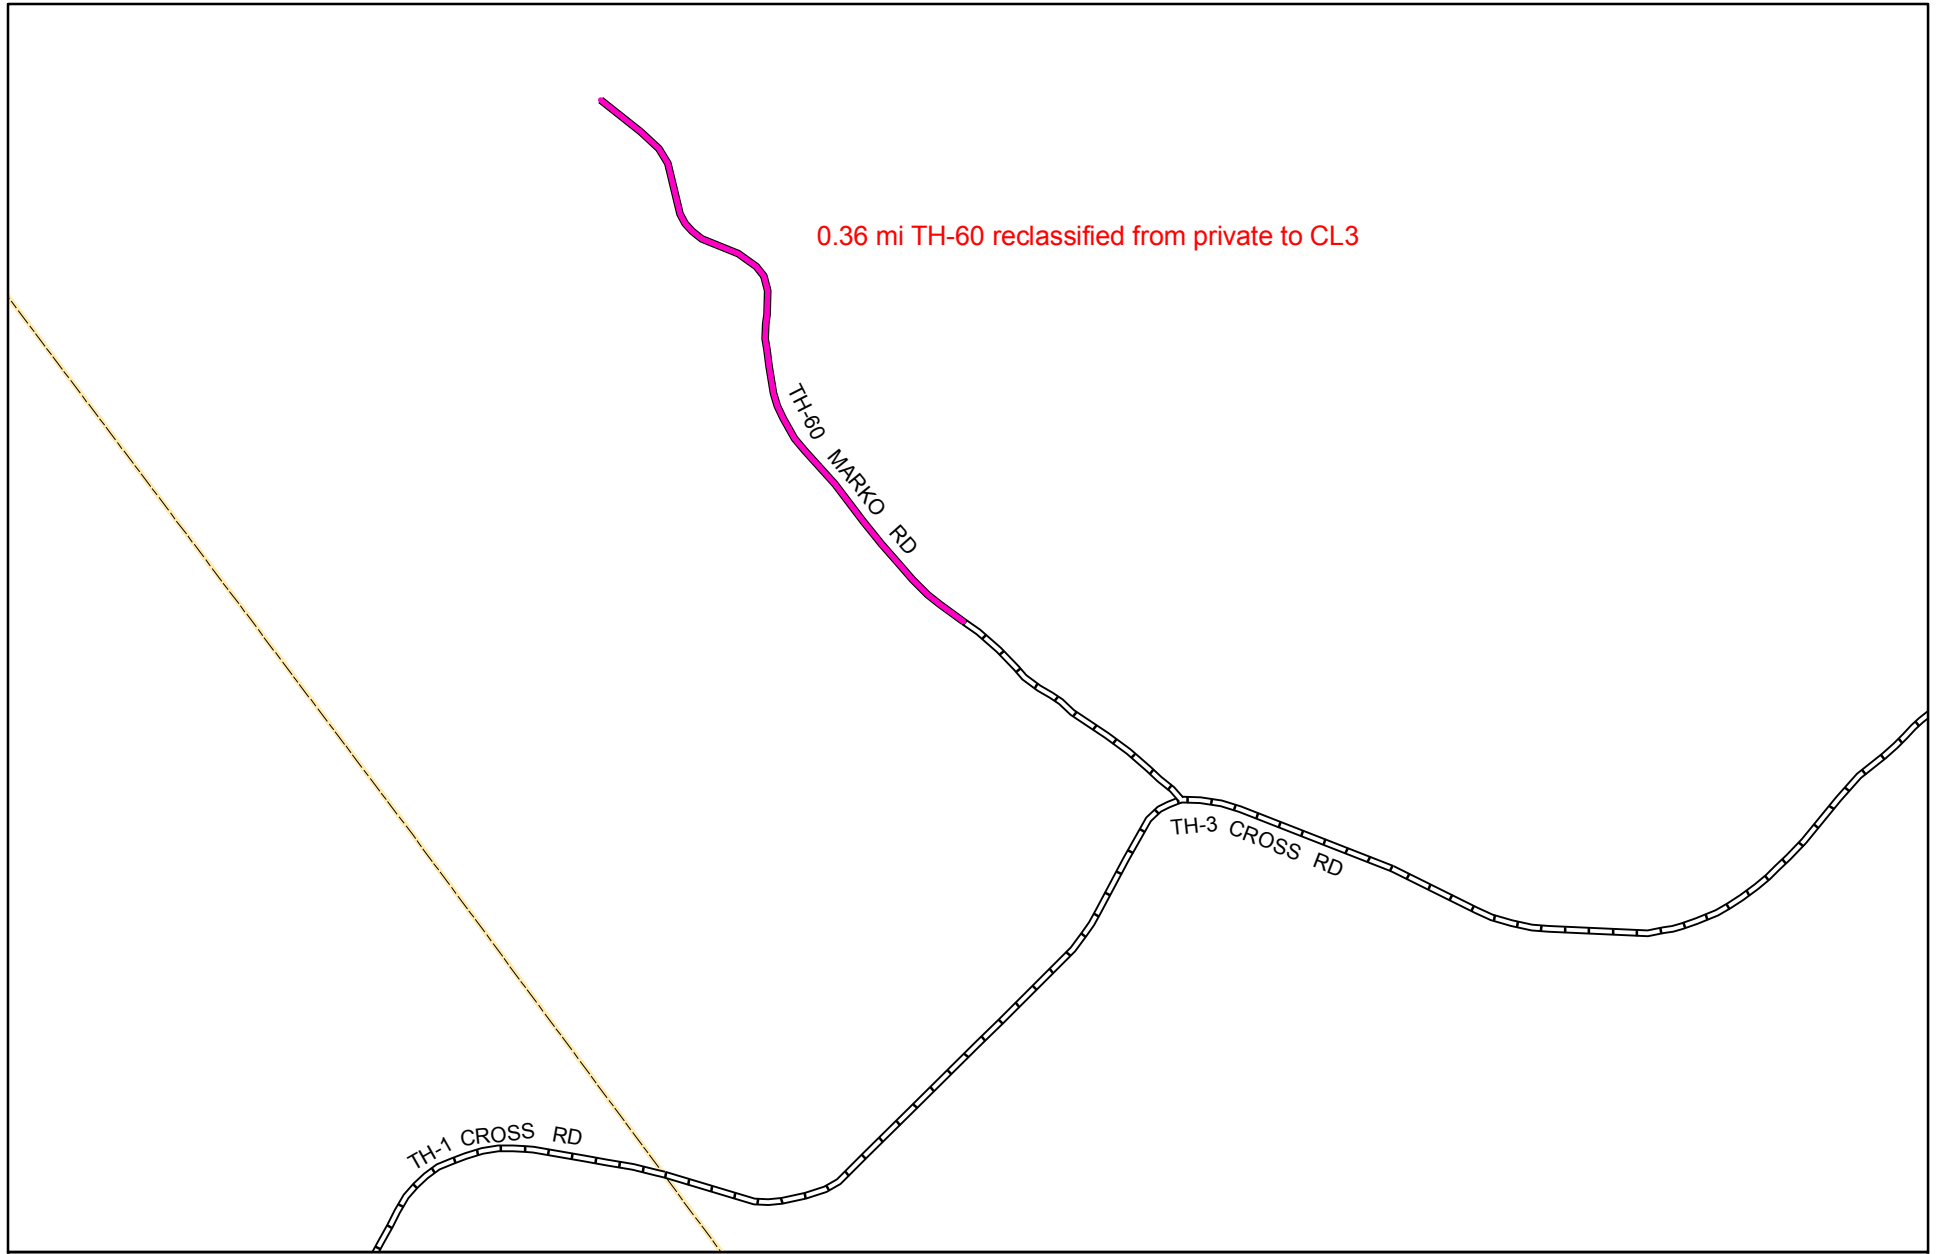 0.36 mi TH-60 reclassified from private to CL3
TH-60 MARKO RD
TH-3 CROSS RD
TH-1 CROSS RD